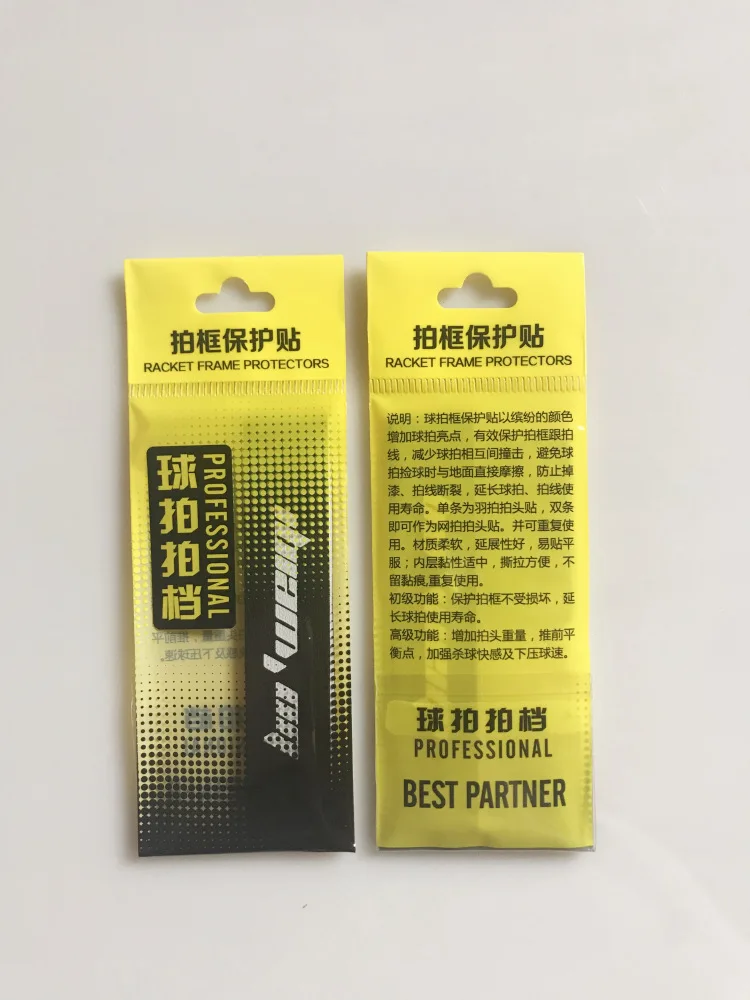 拍框保护贴
RACKET FRAME PROTECTORS
球拍拍档
PROFESSIONAL
拍框保护贴
RACKET FRAME PROTECTORS
说明：球拍框保护贴以缤纷的颜色
增加球拍亮点，有效保护拍框跟拍
线，减少球拍相互间撞击，避免球
拍捡球时与地面直接摩擦，防止掉
漆、拍线断裂，延长球拍、拍线使
用寿命。单条为羽拍拍头贴，双条
即可作为网拍拍头贴。并可重复使
用。材质柔软，延展性好，易贴平
服；内层黏性适中，撕拉方便，不
留黏痕,重复使用。
初级功能：保护拍框不受损坏，延
长球拍使用寿命。
高级功能：增加拍头重量，推前平
衡点，加强杀球快感及下压球速。
球拍拍档
PROFESSIONAL
BEST PARTNER